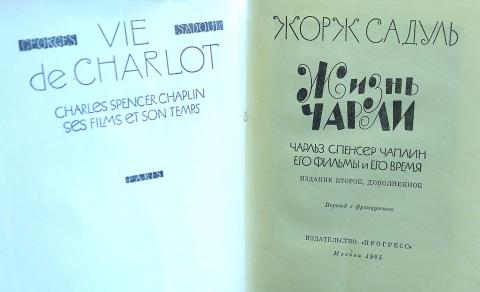 GEORGES VIE SADOUL
de CHARLOT
CHARLES SPENCER CHAPLIN
ses FILMS et SON TEMPS
PARIS
ЖОРЖ САДУЛЬ
Жизнь
ЧАРЛИ
ЧАРЛЬЗ СПЕНСЕР ЧАПЛИН
ЕГО ФИЛЬМЫ и ЕГО ВРЕМЯ
ИЗДАНИЕ ВТОРОЕ, ДОПОЛНЕННОЕ
Перевод с французского
ИЗДАТЕЛЬСТВО «ПРОГРЕСС»
Москва 1965